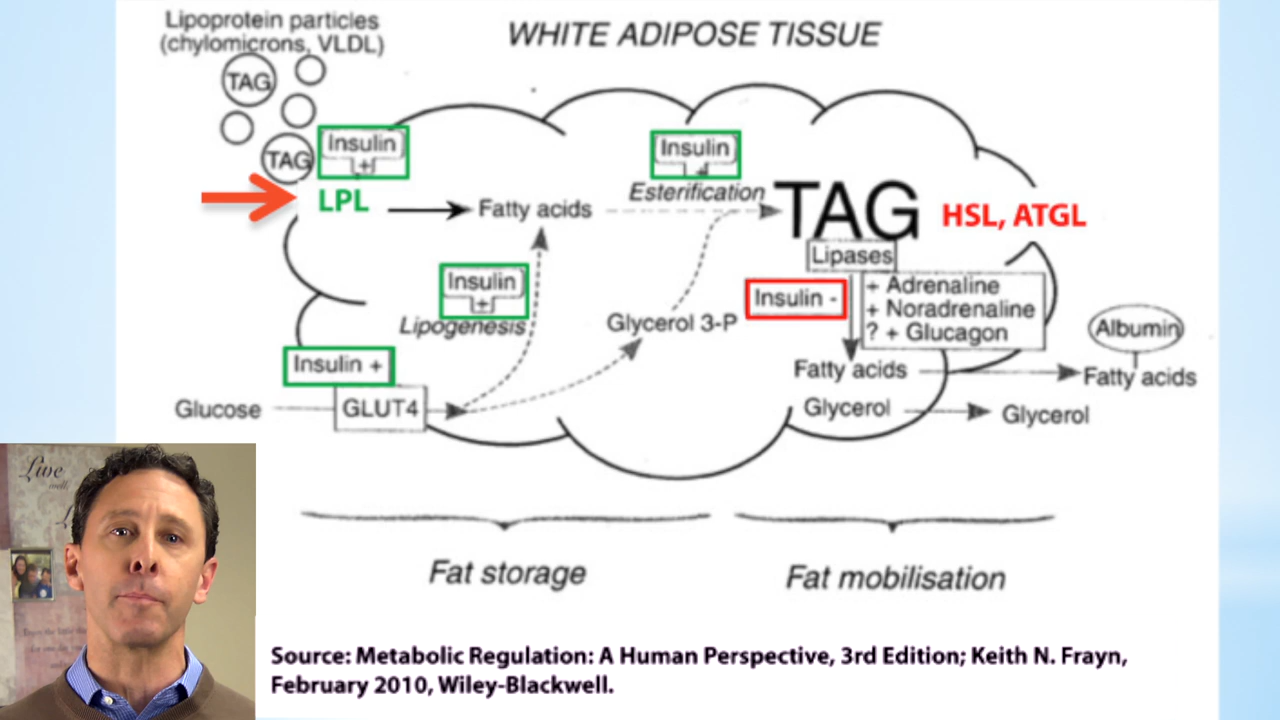 Lipoprotein particles
(chylomicrons, VLDL)
WHITE ADIPOSE TISSUE
TAG
TAG
Insulin
+
LPL
Fatty acids
Insulin
Esterification
TAG
HSL, ATGL
Lipases
Insulin
+
Lipogenesis
Glycerol 3-P
Insulin -
+ Adrenaline
+ Noradrenaline
? + Glucagon
Albumin
Insulin +
Glucose
GLUT4
Fatty acids
Fatty acids
Glycerol
Glycerol
Live
Fat storage
Fat mobilisation
Source: Metabolic Regulation: A Human Perspective, 3rd Edition; Keith N. Frayn,
February 2010, Wiley-Blackwell.